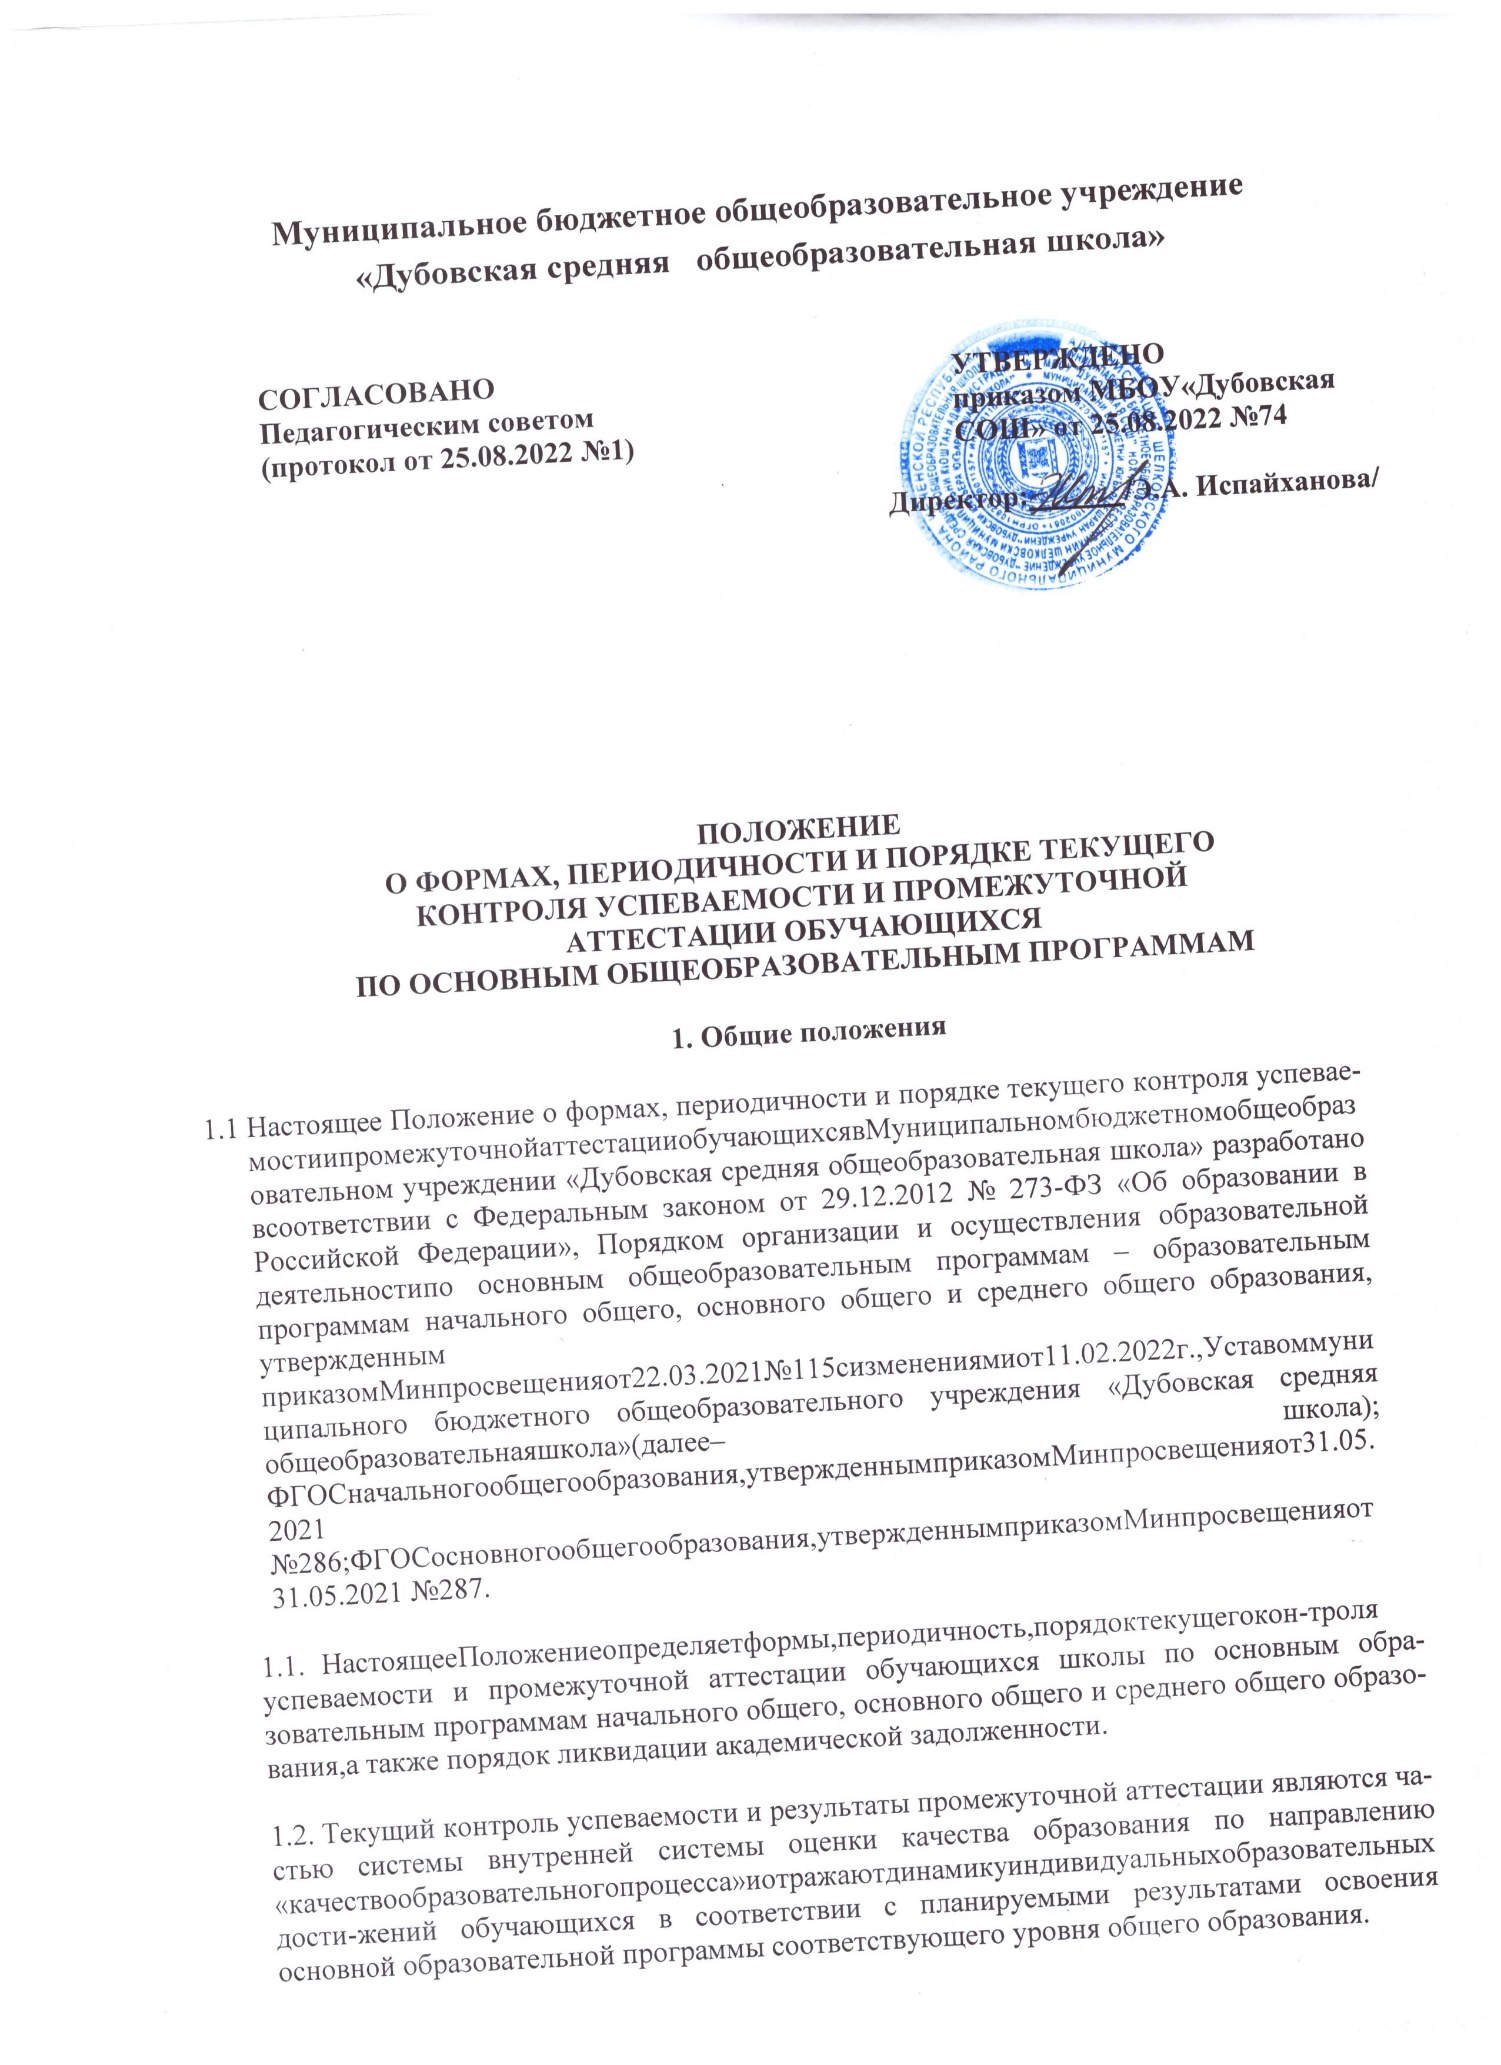 Муниципальное бюджетное общеобразовательное учреждение
«Дубовская средняя общеобразовательная школа»
СОГЛАСОВАНО
Педагогическим советом
(протокол от 25.08.2022 №1)
УТВЕРЖДЕНО
приказом МБОУ«Дубовская
СОШ» от 25.08.2022 №74
Директор: Э.А. Испайханова/
ПОЛОЖЕНИЕ
О ФОРМАХ, ПЕРИОДИЧНОСТИ И ПОРЯДКЕ ТЕКУЩЕГО
КОНТРОЛЯ УСПЕВАЕМОСТИ И ПРОМЕЖУТОЧНОЙ
АТТЕСТАЦИИ ОБУЧАЮЩИХСЯ
ПО ОСНОВНЫМ ОБЩЕОБРАЗОВАТЕЛЬНЫМ ПРОГРАММАМ
1. Общие положения
1.1 Настоящее Положение о формах, периодичности и порядке текущего контроля успевае-
мостиипромежуточнойаттестацииобучающихсявМуниципальномбюджетномобщеобраз
овательном учреждении «Дубовская средняя общеобразовательная школа» разработано
всоответствии с Федеральным законом от 29.12.2012 № 273-ФЗ «Об образовании в
Российской Федерации», Порядком организации и осуществления образовательной
деятельностипо основным общеобразовательным программам – образовательным
программам начального общего, основного общего и среднего общего образования,
утвержденным
приказомМинпросвещенияот22.03.2021№115сизменениямиот11.02.2022г.,Уставоммуни
ципального бюджетного общеобразовательного учреждения «Дубовская средняя
общеобразовательнаяшкола»(далее– школа);
ФГОСначальногообщегообразования,утвержденнымприказомМинпросвещенияот31.05.
2021
№286;ФГОСосновногообщегообразования,утвержденнымприказомМинпросвещенияот
31.05.2021 №287.
1.1. НастоящееПоложениеопределяетформы,периодичность,порядоктекущегокон-троля
успеваемости и промежуточной аттестации обучающихся школы по основным обра-
зовательным программам начального общего, основного общего и среднего общего образо-
вания,а также порядок ликвидации академической задолженности.
1.2. Текущий контроль успеваемости и результаты промежуточной аттестации являются ча-
стью системы внутренней системы оценки качества образования по направлению
«качествообразовательногопроцесса»иотражаютдинамикуиндивидуальныхобразовательных
дости-жений обучающихся в соответствии с планируемыми результатами освоения
основной образовательной программы соответствующего уровня общего образования.